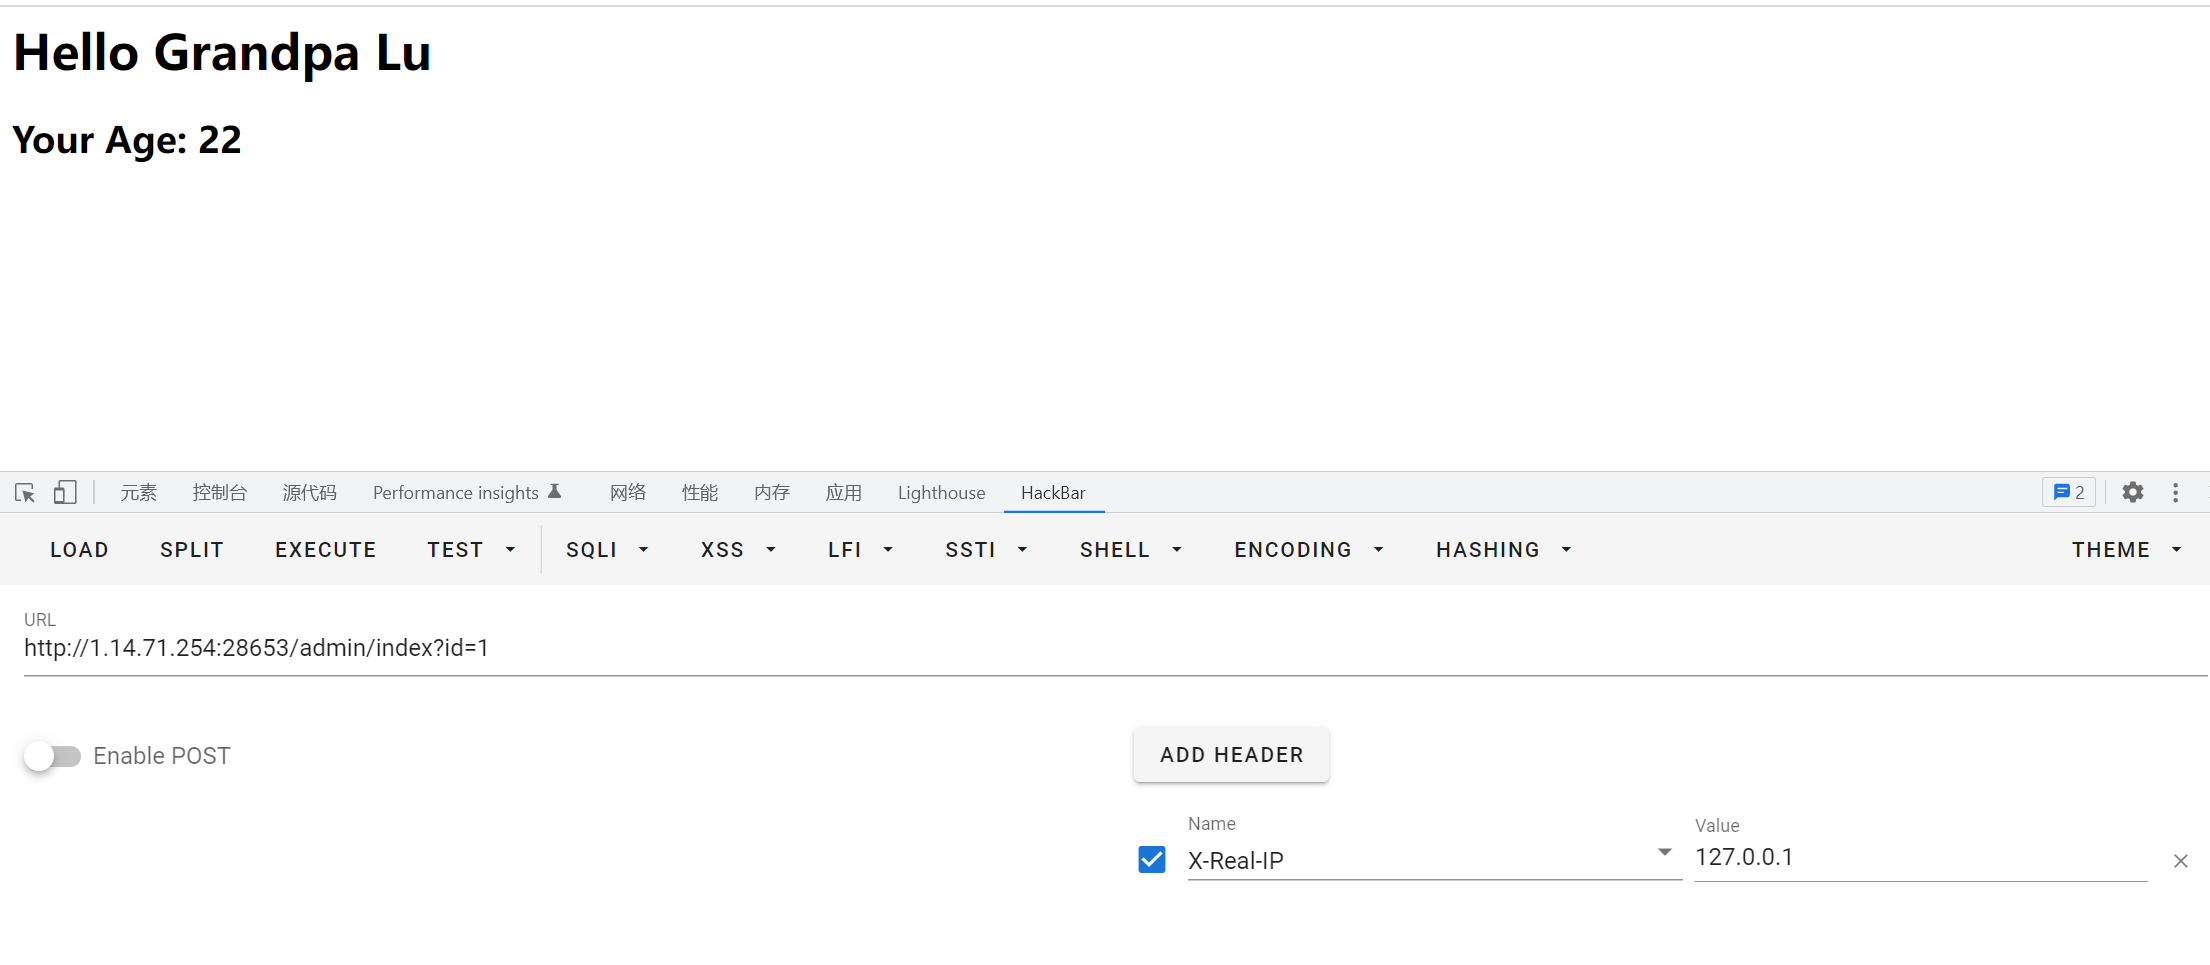 Hello Grandpa Lu
Your Age: 22
元素 控制台 源代码 Performance insights 网络 性能 内存 应用 Lighthouse HackBar 2
LOAD SPLIT EXECUTE TEST SQLI XSS LFI SSTI SHELL ENCODING HASHING THEME
URL
http://1.14.71.254:28653/admin/index?id=1
Enable POST
ADD HEADER
Name Value
X-Real-IP 127.0.0.1